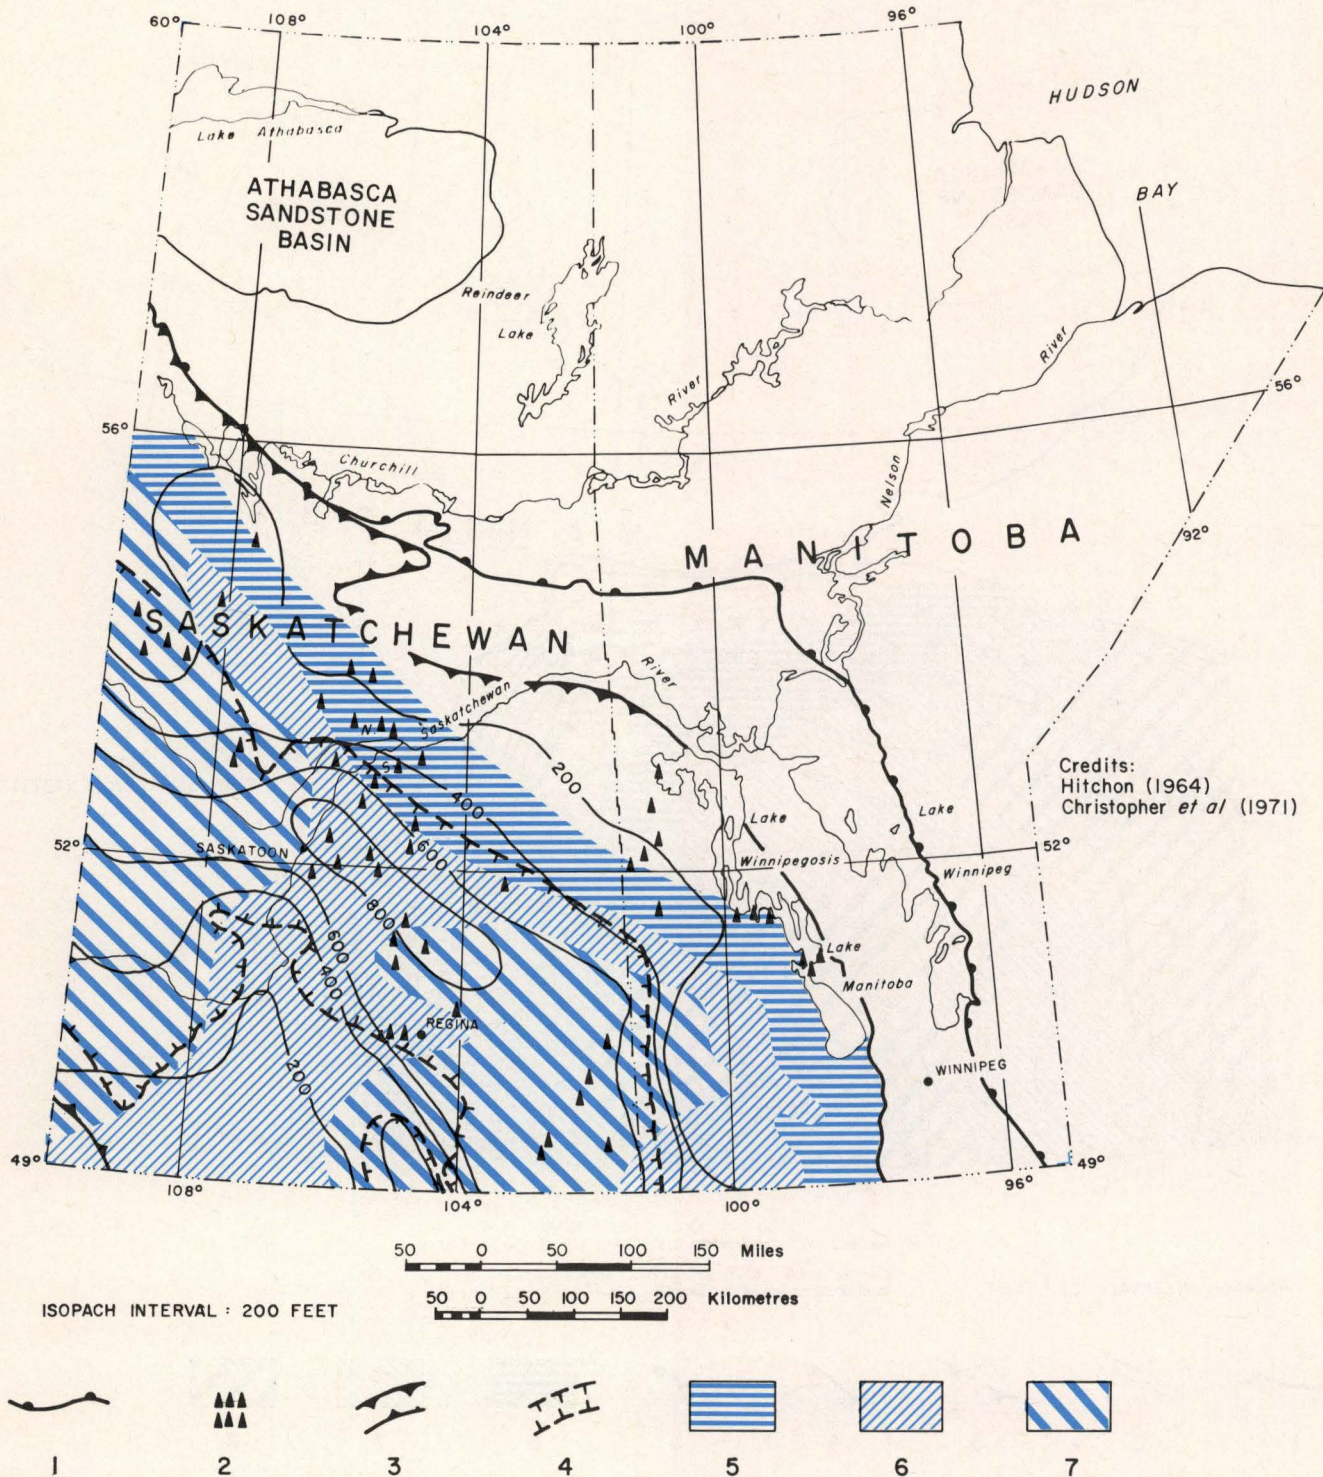 60°
108°
104°
100°
96°
HUDSON
BAY
Lake Athabasca
ATHABASCA
SANDSTONE
BASIN
Reindeer
Lake
River
River
56°
56°
Churchill
Nelson
MANITOBA
92°
SASKATCHEWAN
River
Saskatchewan
N.
S.
200
400
600
800
600
400
200
Credits:
Hitchon (1964)
Christopher et al (1971)
Lake
Winnipegosis
Lake
Winnipeg
52°
52°
SASKATOON
Lake
Manitoba
REGINA
WINNIPEG
49°
49°
108°
104°
100°
96°
50 0 50 100 150 Miles
ISOPACH INTERVAL : 200 FEET
50 0 50 100 150 200 Kilometres
1 2 3 4 5 6 7